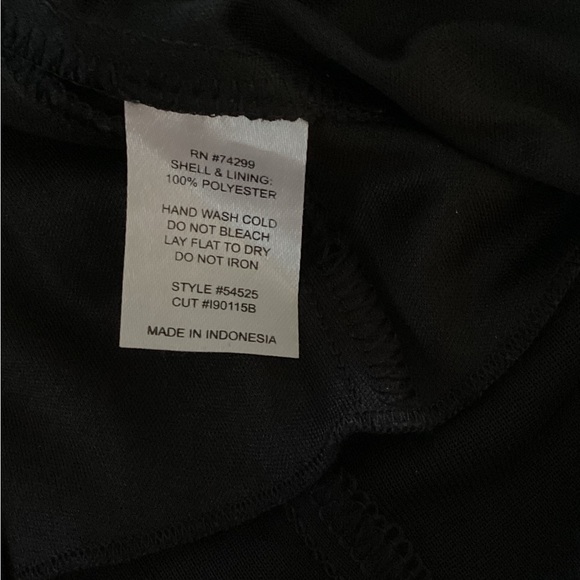 RN #74299
SHELL & LINING:
100% POLYESTER
HAND WASH COLD
DO NOT BLEACH
LAY FLAT TO DRY
DO NOT IRON
STYLE #54525
CUT #I90115B
MADE IN INDONESIA